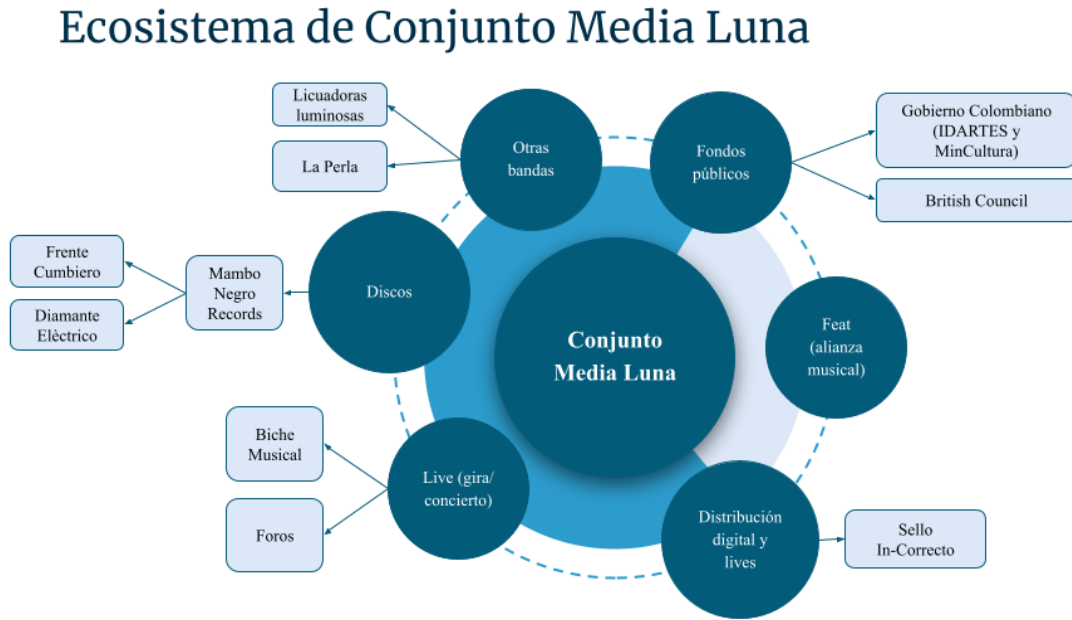 Ecosistema de Conjunto Media Luna
Licuadoras
luminosas
La Perla
Otras
bandas
Fondos
públicos
Gobierno Colombiano
(IDARTES y
MinCultura)
British Council
Frente
Cumbiero
Diamante
Elèctrico
Mambo
Negro
Records
Discos
Conjunto
Media Luna
Feat
(alianza
musical)
Biche
Musical
Foros
Live (gira/
concierto)
Distribución
digital y
lives
Sello
In-Correcto